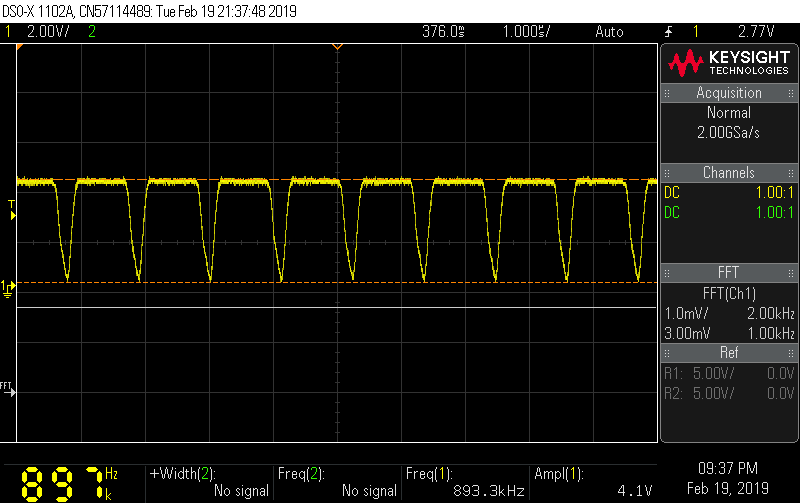 DSO-X 1102A, CN57114489: Tue Feb 19 21:37:48 2019
1 2.00V/ 2 376.0ns 1.000s/ Auto 1 2.77V
KEYSIGHT
TECHNOLOGIES
Acquisition
Normal
2.00GSa/s
Channels
DC 1.00:1
DC 1.00:1
FFT
FFT(Ch1)
1.0mV/ 2.00kHz
3.00mV 1.00kHz
Ref
R1: 5.00V/ 0.0V
R2: 5.00V/ 0.0V
T
1
FFT
897 Hz
k
+Width(2):
No signal
Freq(2):
No signal
Freq(1):
893.3kHz
Ampl(1):
4.1V
09:37 PM
Feb 19, 2019